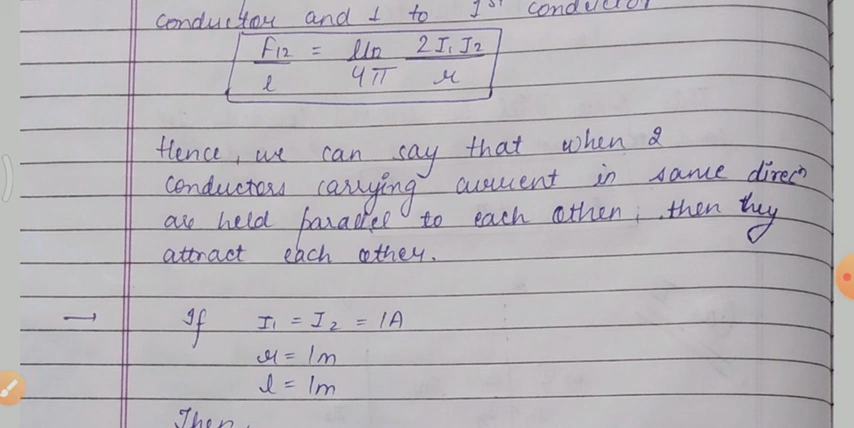 conductor and ⊥ to 1st conductor
F12/l = μ0/4π 2I1I2/r
Hence, we can say that when 2
conductors carrying current in same direcn
are held parallel to each other, then they
attract each other.
→ If I1 = I2 = 1A
r = 1m
l = 1m
Then,